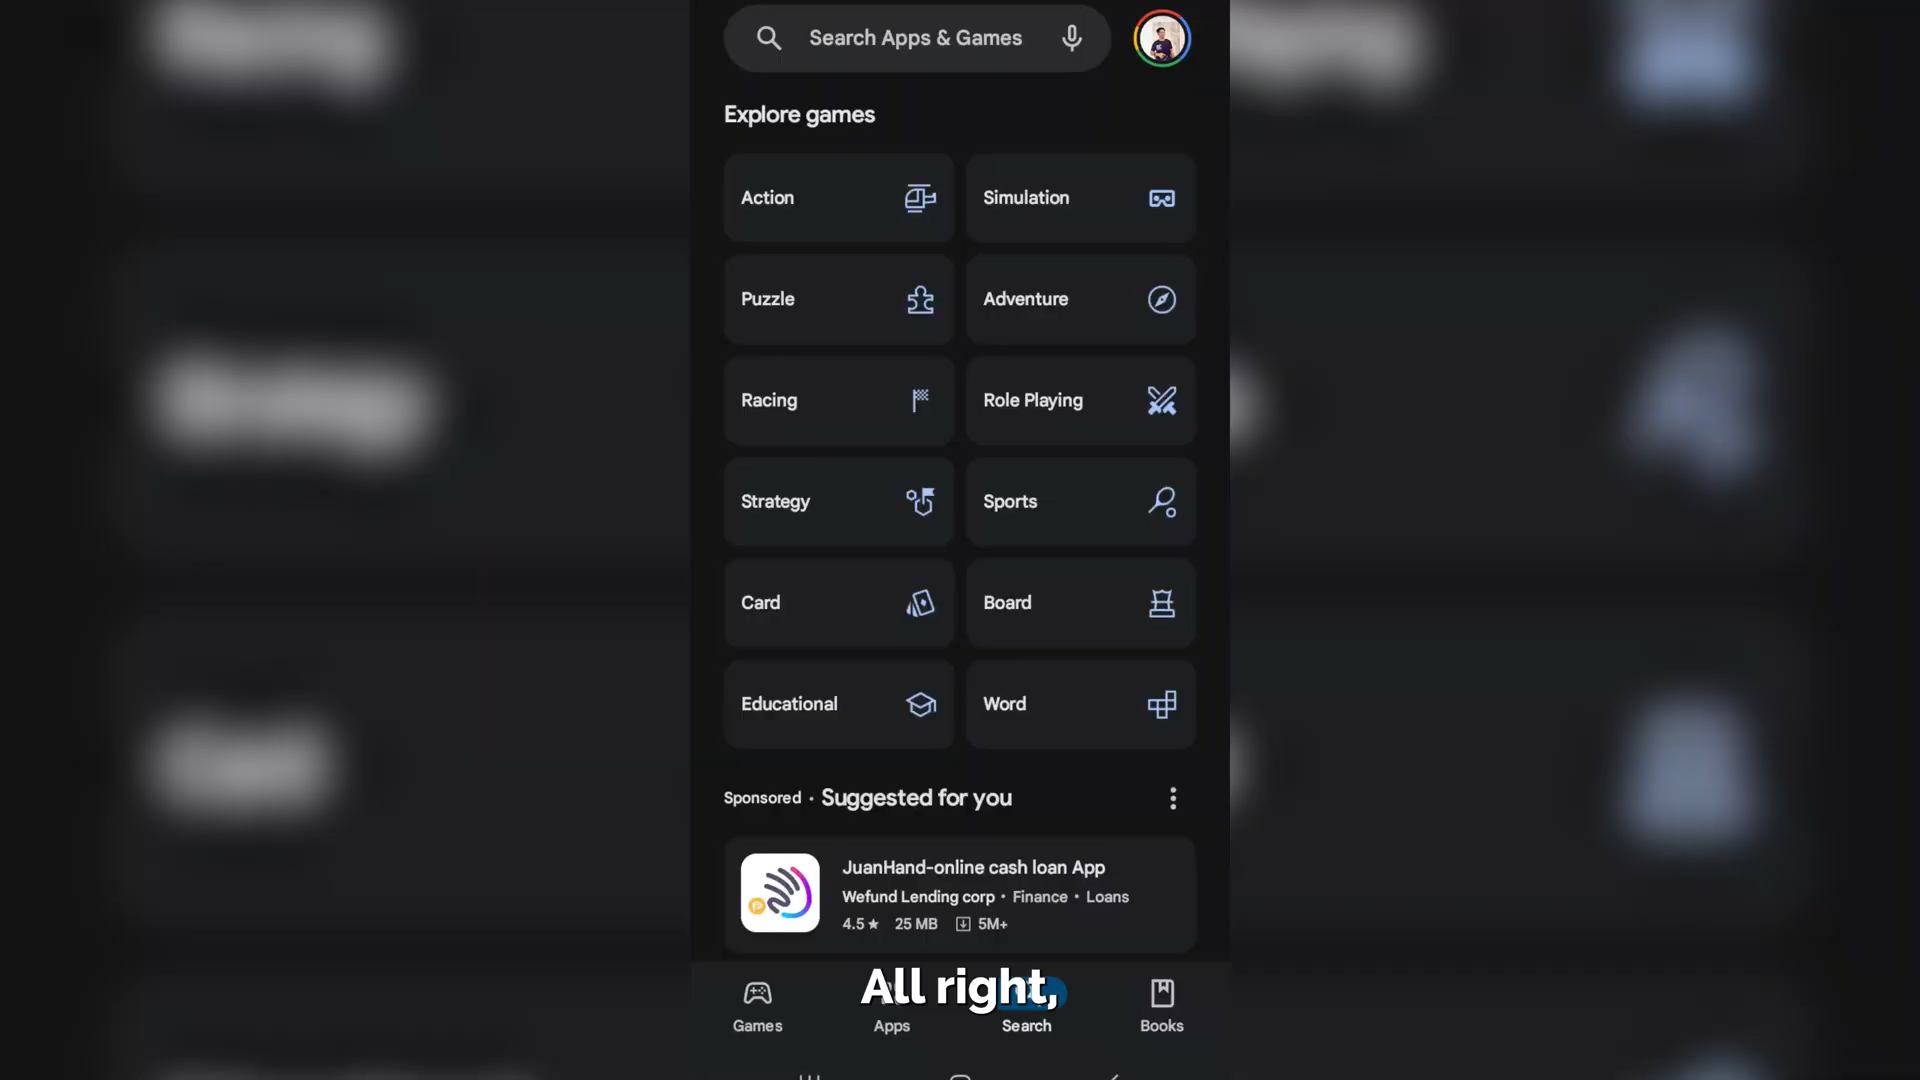 Search Apps & Games
Explore games
Action
Simulation
Puzzle
Adventure
Racing
Role Playing
Strategy
Sports
Card
Board
Educational
Word
Sponsored • Suggested for you
JuanHand-online cash loan App
Wefund Lending corp • Finance • Loans
4.5★ 25 MB 5M+
All right,
Games
Apps
Search
Books